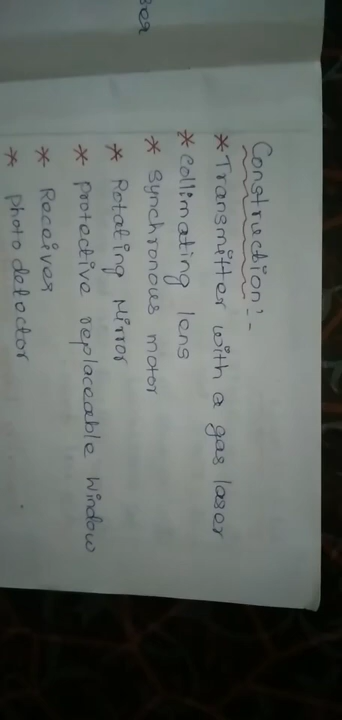 Construction:-
* Transmitter with a gas laser
* collimating lens
* synchronous motor
* Rotating Mirror
* protective replaceable Window
* Receiver
* photo detector